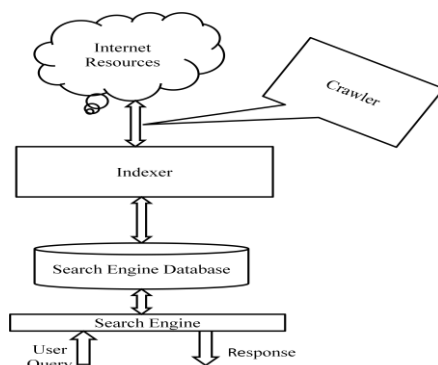 Internet
Resources
Crawler
Indexer
Search Engine Database
Search Engine
User
Query
Response